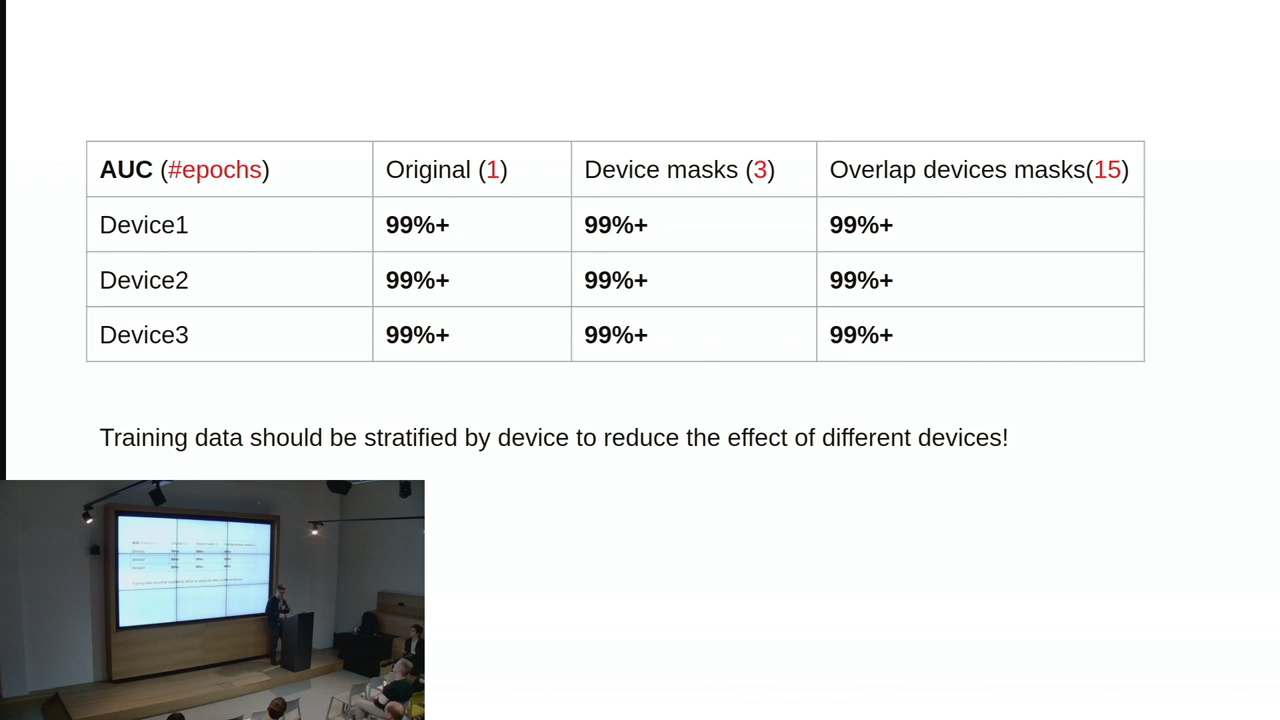 AUC (#epochs) Original (1) Device masks (3) Overlap devices masks(15)
Device1 99%+ 99%+ 99%+
Device2 99%+ 99%+ 99%+
Device3 99%+ 99%+ 99%+
Training data should be stratified by device to reduce the effect of different devices!